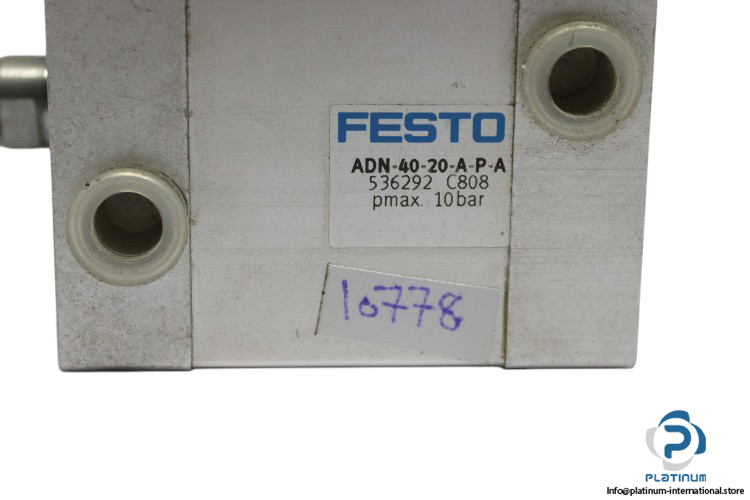 FESTO
ADN-40-20-A-P-A
536292 C808
pmax. 10bar
10778
PLATINUM
Info@platinum-international.store